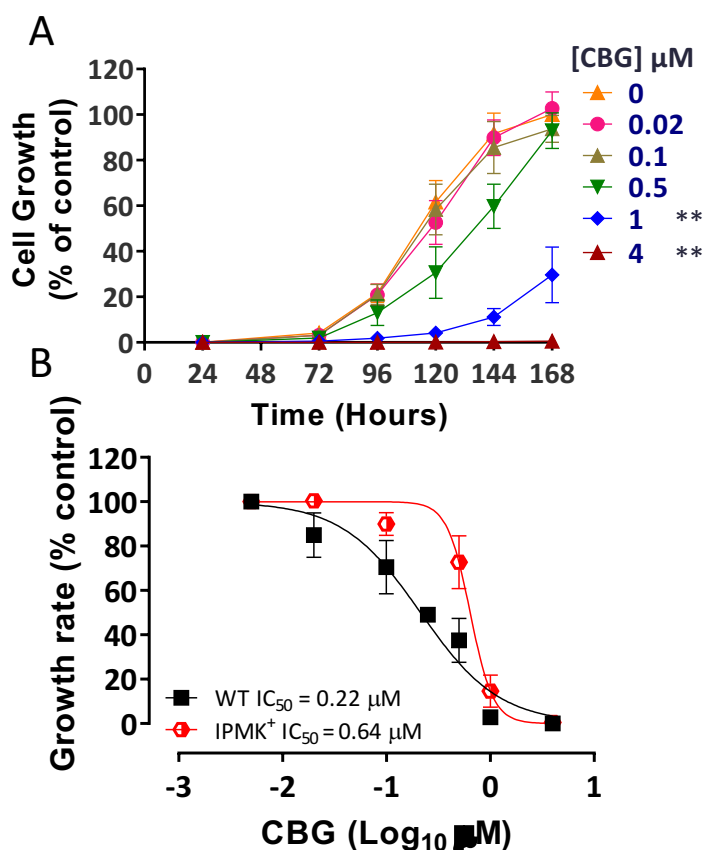 A
[CBG] μM
120
100
80
60
40
20
0
Cell Growth
(% of control)
0
0.02
0.1
0.5
1 **
4 **
0 24 48 72 96 120 144 168
Time (Hours)
B
120
100
80
60
40
20
0
Growth rate (% control)
WT IC50 = 0.22 μM
IPMK+ IC50 = 0.64 μM
-3 -2 -1 0 1
CBG (Log10 M)